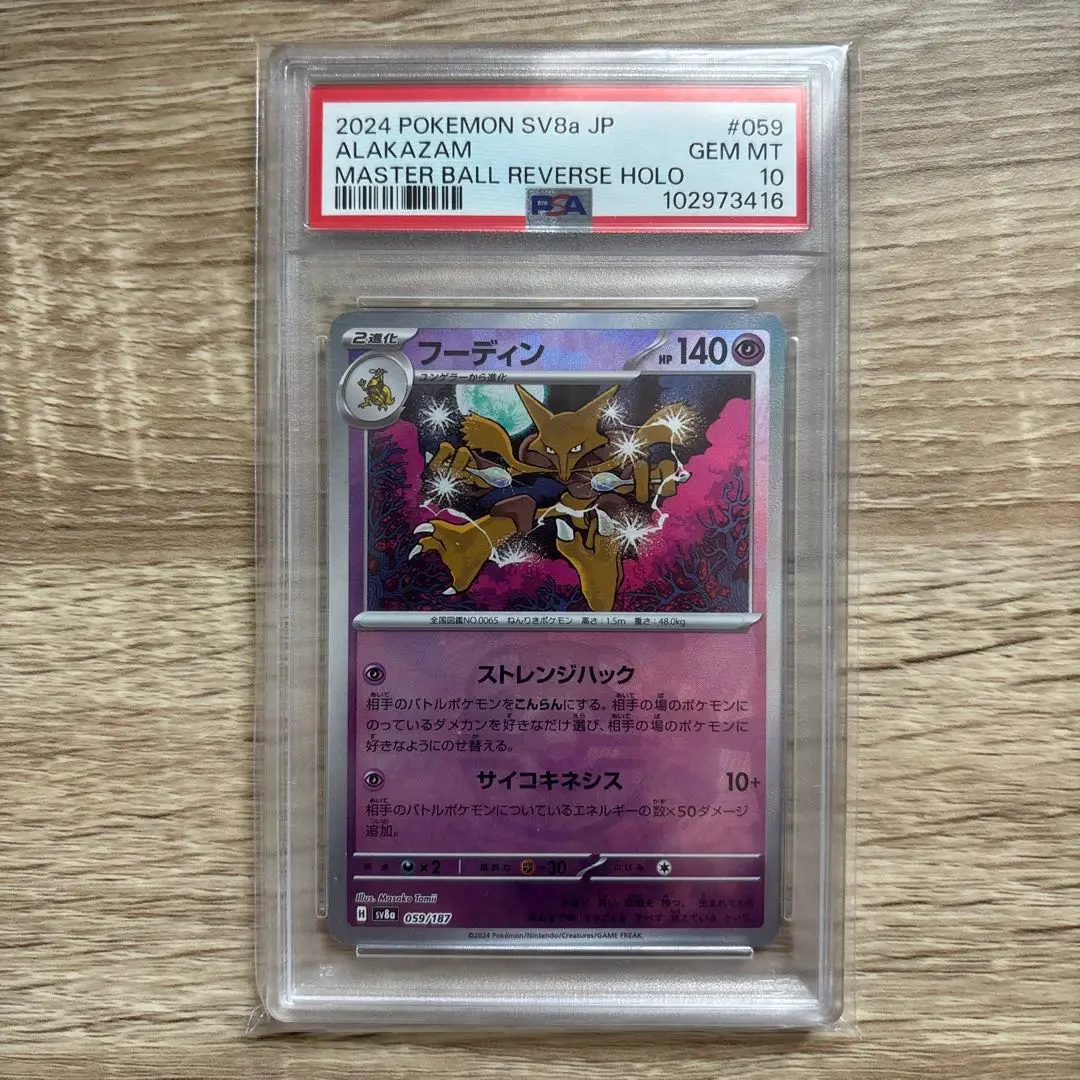 2024 POKEMON SV8a JP #059
ALAKAZAM GEM MT
MASTER BALL REVERSE HOLO 10
PSA 102973416
2進化 フーディン HP 140
ユンゲラーから進化
全国図鑑NO.0065 ねんりきポケモン 高さ:1.5m 重さ:48.0kg
ストレンジハック
相手のバトルポケモンをこんらんにする。相手の場のポケモンに
のっているダメカンを好きなだけ選び、相手の場のポケモンに
好きなようにのせ替える。
サイコキネシス 10+
相手のバトルポケモンについているエネルギーの数×50ダメージ
追加。
弱点 ×2 抵抗力 -30 にげる
Illus. Masako Tomii
H sv8a 059/187
©2024 Pokémon/Nintendo/Creatures/GAME FREAK.